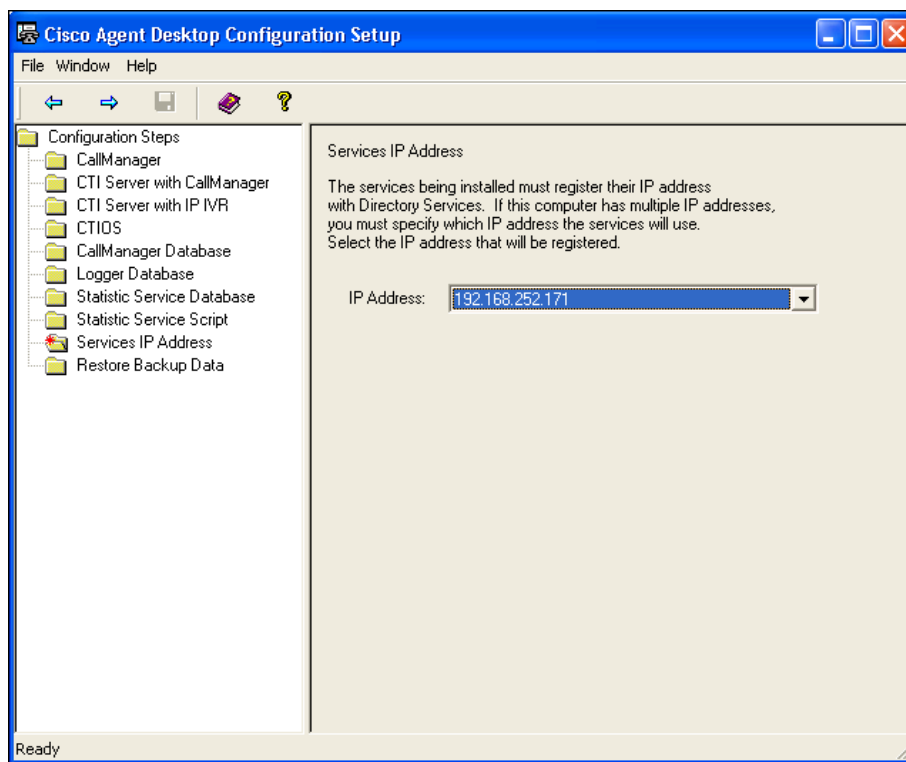 Cisco Agent Desktop Configuration Setup
File Window Help
Configuration Steps
CallManager
CTI Server with CallManager
CTI Server with IP IVR
CTIOS
CallManager Database
Logger Database
Statistic Service Database
Statistic Service Script
Services IP Address
Restore Backup Data
Services IP Address
The services being installed must register their IP address
with Directory Services. If this computer has multiple IP addresses,
you must specify which IP address the services will use.
Select the IP address that will be registered.
IP Address: 192.168.252.171
Ready